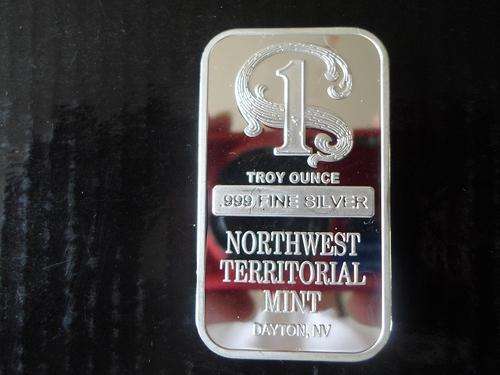 1
TROY OUNCE
.999 FINE SILVER
NORTHWEST
TERRITORIAL
MINT
DAYTON, NV